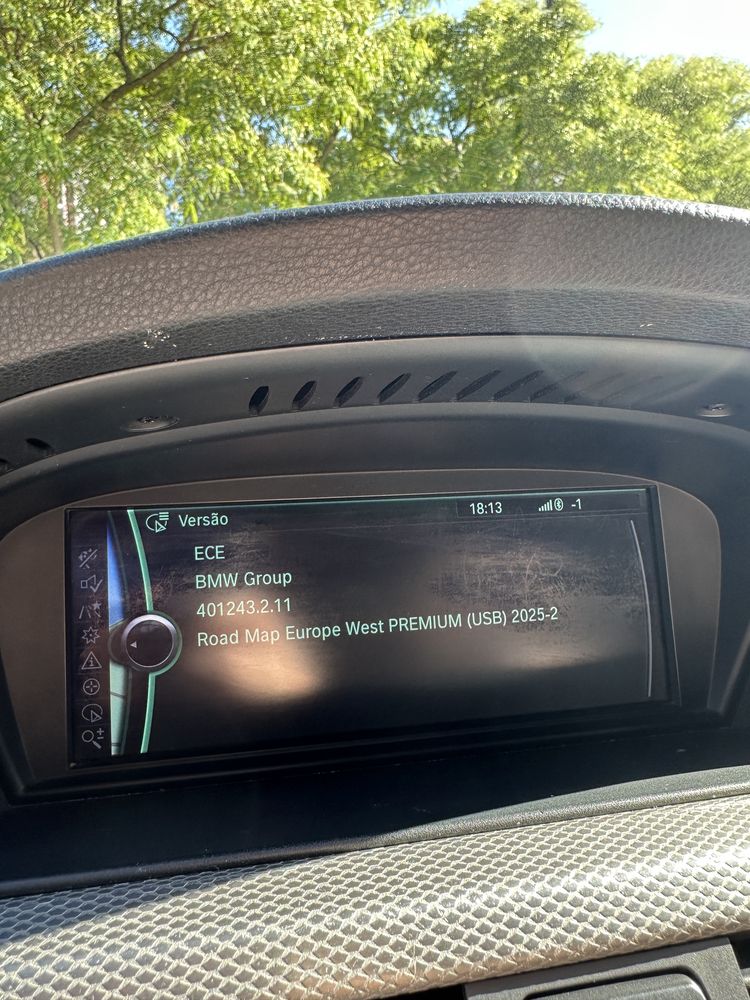 Versão
18:13
-1
ECE
BMW Group
401243.2.11
Road Map Europe West PREMIUM (USB) 2025-2